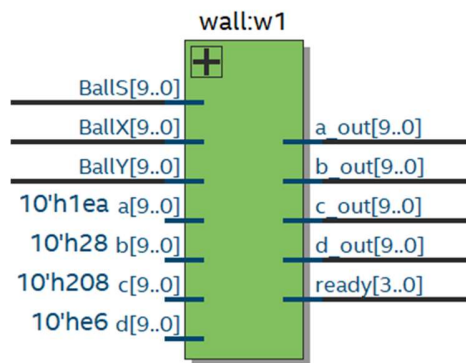 wall:w1
BallS[9..0]
BallX[9..0] a_out[9..0]
BallY[9..0] b_out[9..0]
10'h1ea a[9..0] c_out[9..0]
10'h28 b[9..0] d_out[9..0]
10'h208 c[9..0] ready[3..0]
10'he6 d[9..0]